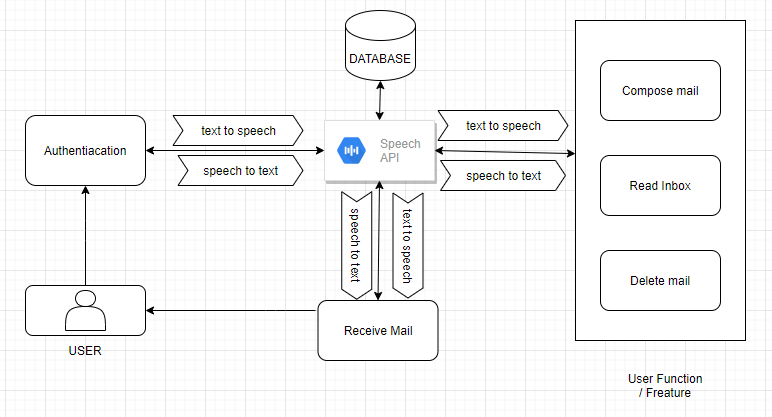 DATABASE
Compose mail
text to speech
text to speech
Authentiacation
Speech
API
speech to text
speech to text
Read Inbox
speech to text
text to speech
Delete mail
Receive Mail
USER
User Function
/ Freature